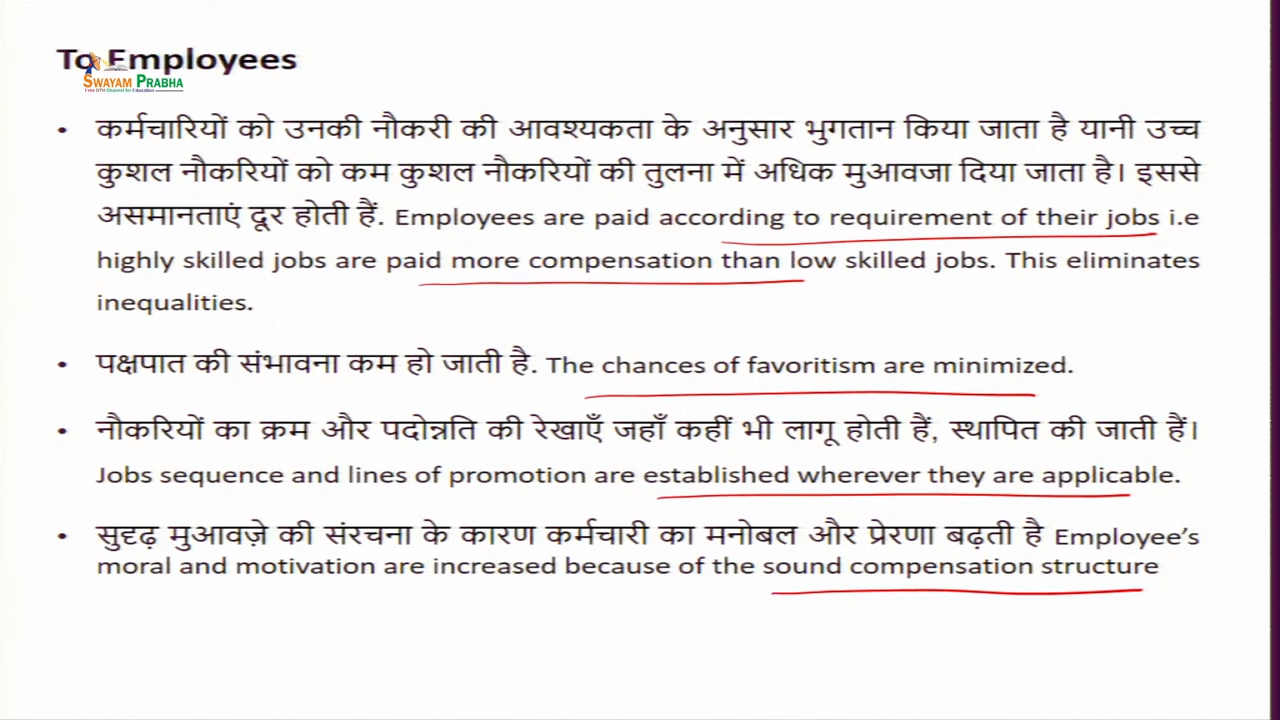 To Employees
SWAYAM PRABHA
• कर्मचारियों को उनकी नौकरी की आवश्यकता के अनुसार भुगतान किया जाता है यानी उच्च
कुशल नौकरियों को कम कुशल नौकरियों की तुलना में अधिक मुआवजा दिया जाता है। इससे
असमानताएं दूर होती हैं. Employees are paid according to requirement of their jobs i.e
highly skilled jobs are paid more compensation than low skilled jobs. This eliminates
inequalities.
• पक्षपात की संभावना कम हो जाती है. The chances of favoritism are minimized.
• नौकरियों का क्रम और पदोन्नति की रेखाएँ जहाँ कहीं भी लागू होती हैं, स्थापित की जाती हैं।
Jobs sequence and lines of promotion are established wherever they are applicable.
• सुदृढ़ मुआवज़े की संरचना के कारण कर्मचारी का मनोबल और प्रेरणा बढ़ती है Employee’s
moral and motivation are increased because of the sound compensation structure